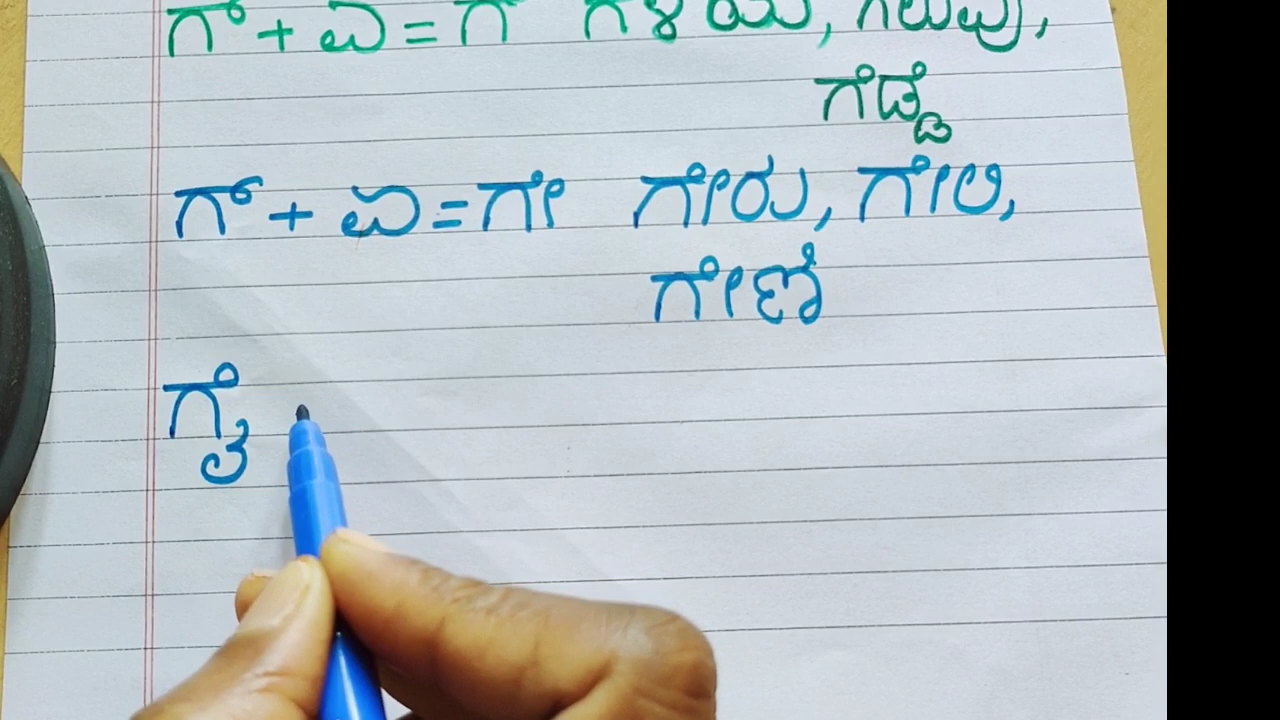 ಗ್ + ಎ = ಗೆ ಗೆಳೆಯ, ಗೆಲುವು,
ಗೆಡ್ಡೆ
ಗ್ + ಏ = ಗೇ ಗೇರು, ಗೇಲಿ,
ಗೇಣಿ
ಗೈ